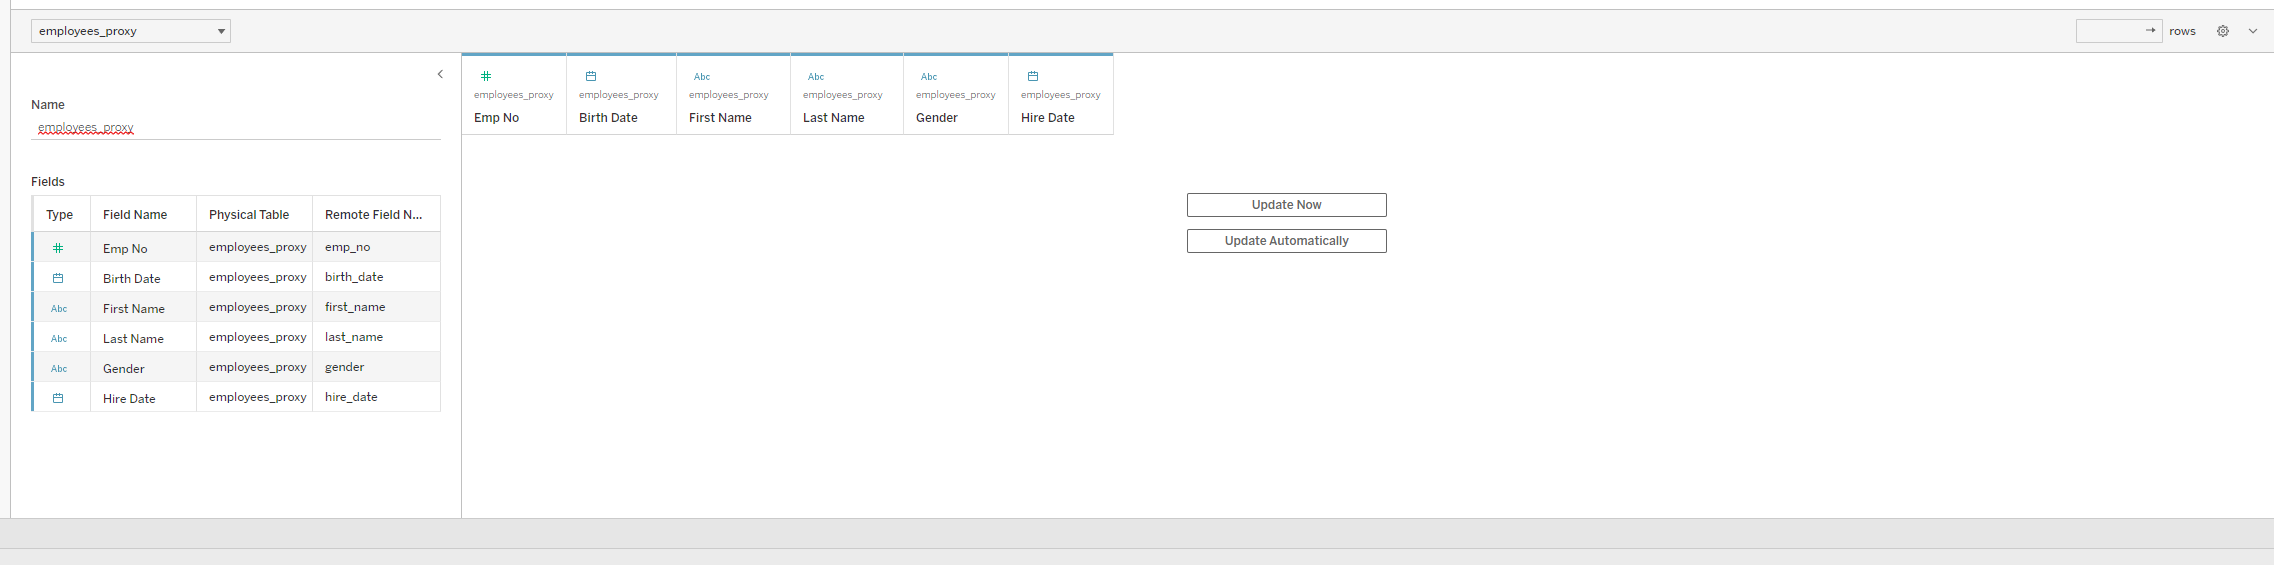 employees_proxy
rows
Name
employees_proxy
Fields
Type Field Name Physical Table Remote Field N...
Emp No employees_proxy emp_no
Birth Date employees_proxy birth_date
Abc First Name employees_proxy first_name
Abc Last Name employees_proxy last_name
Abc Gender employees_proxy gender
Hire Date employees_proxy hire_date
Abc Abc Abc
employees_proxy employees_proxy employees_proxy employees_proxy employees_proxy employees_proxy
Emp No Birth Date First Name Last Name Gender Hire Date
Update Now
Update Automatically